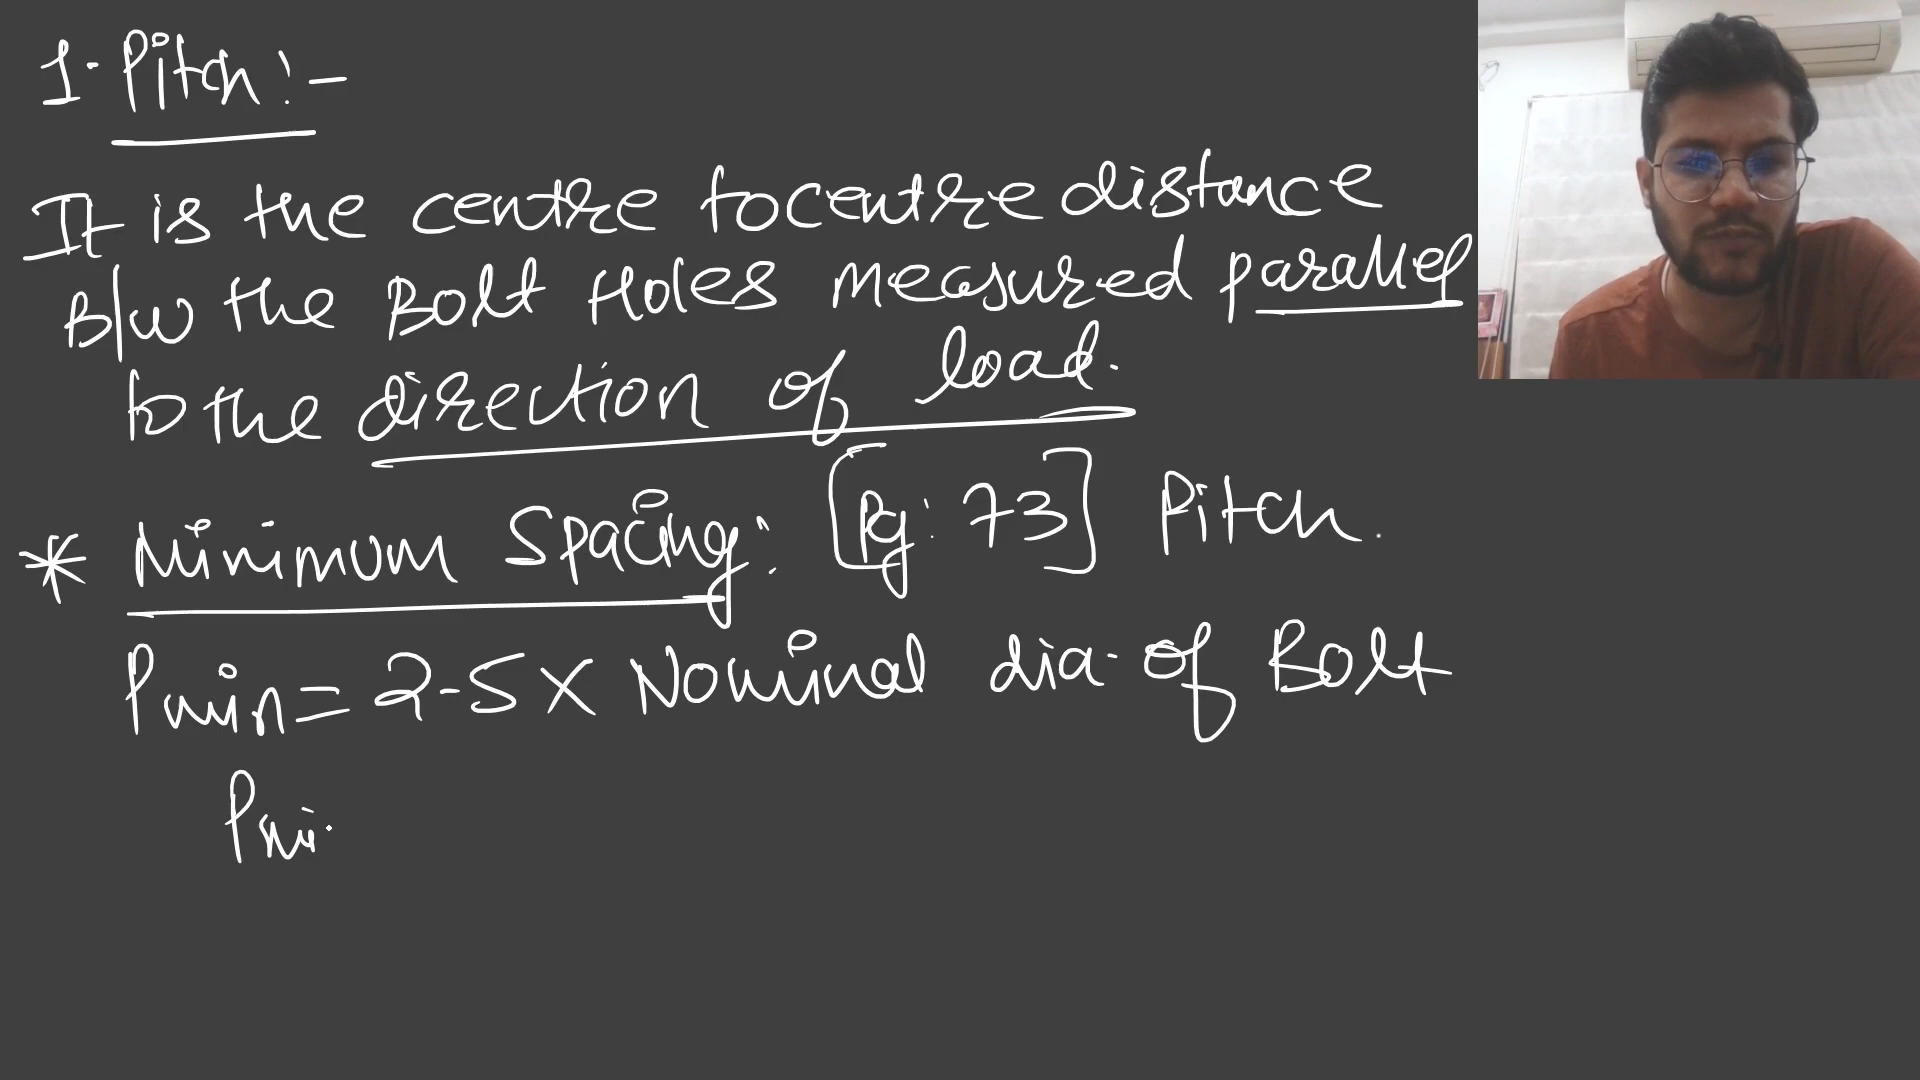 1. Pitch :-
It is the centre to centre distance
B/w the Bolt Holes measured parallel
to the direction of load.
* Minimum Spacing: [Pg: 73] Pitch.
Pmin = 2.5 x Nominal dia. of Bolt
Pmi